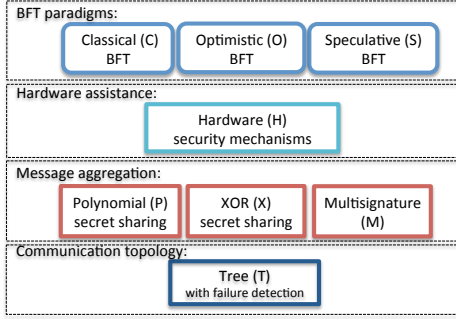 BFT paradigms:
Classical (C) Optimistic (O) Speculative (S)
BFT BFT BFT
Hardware assistance:
Hardware (H)
security mechanisms
Message aggregation:
Polynomial (P) XOR (X) Multisignature
secret sharing secret sharing (M)
Communication topology:
Tree (T)
with failure detection